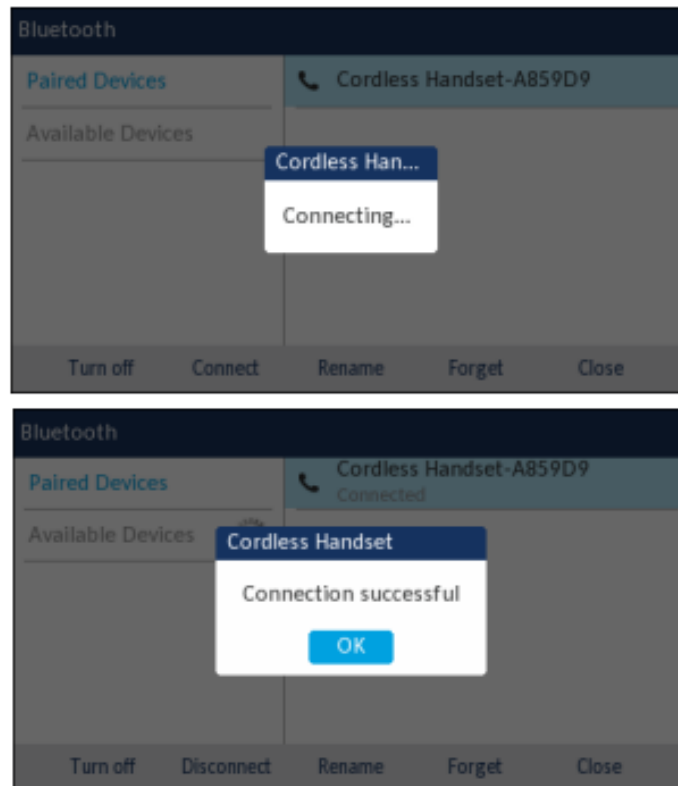 Bluetooth
Paired Devices
Cordless Handset-A859D9
Available Devices
Cordless Han...
Connecting...
Turn off Connect Rename Forget Close
Bluetooth
Paired Devices
Cordless Handset-A859D9
Connected
Available Devices
Cordless Handset
Connection successful
OK
Turn off Disconnect Rename Forget Close